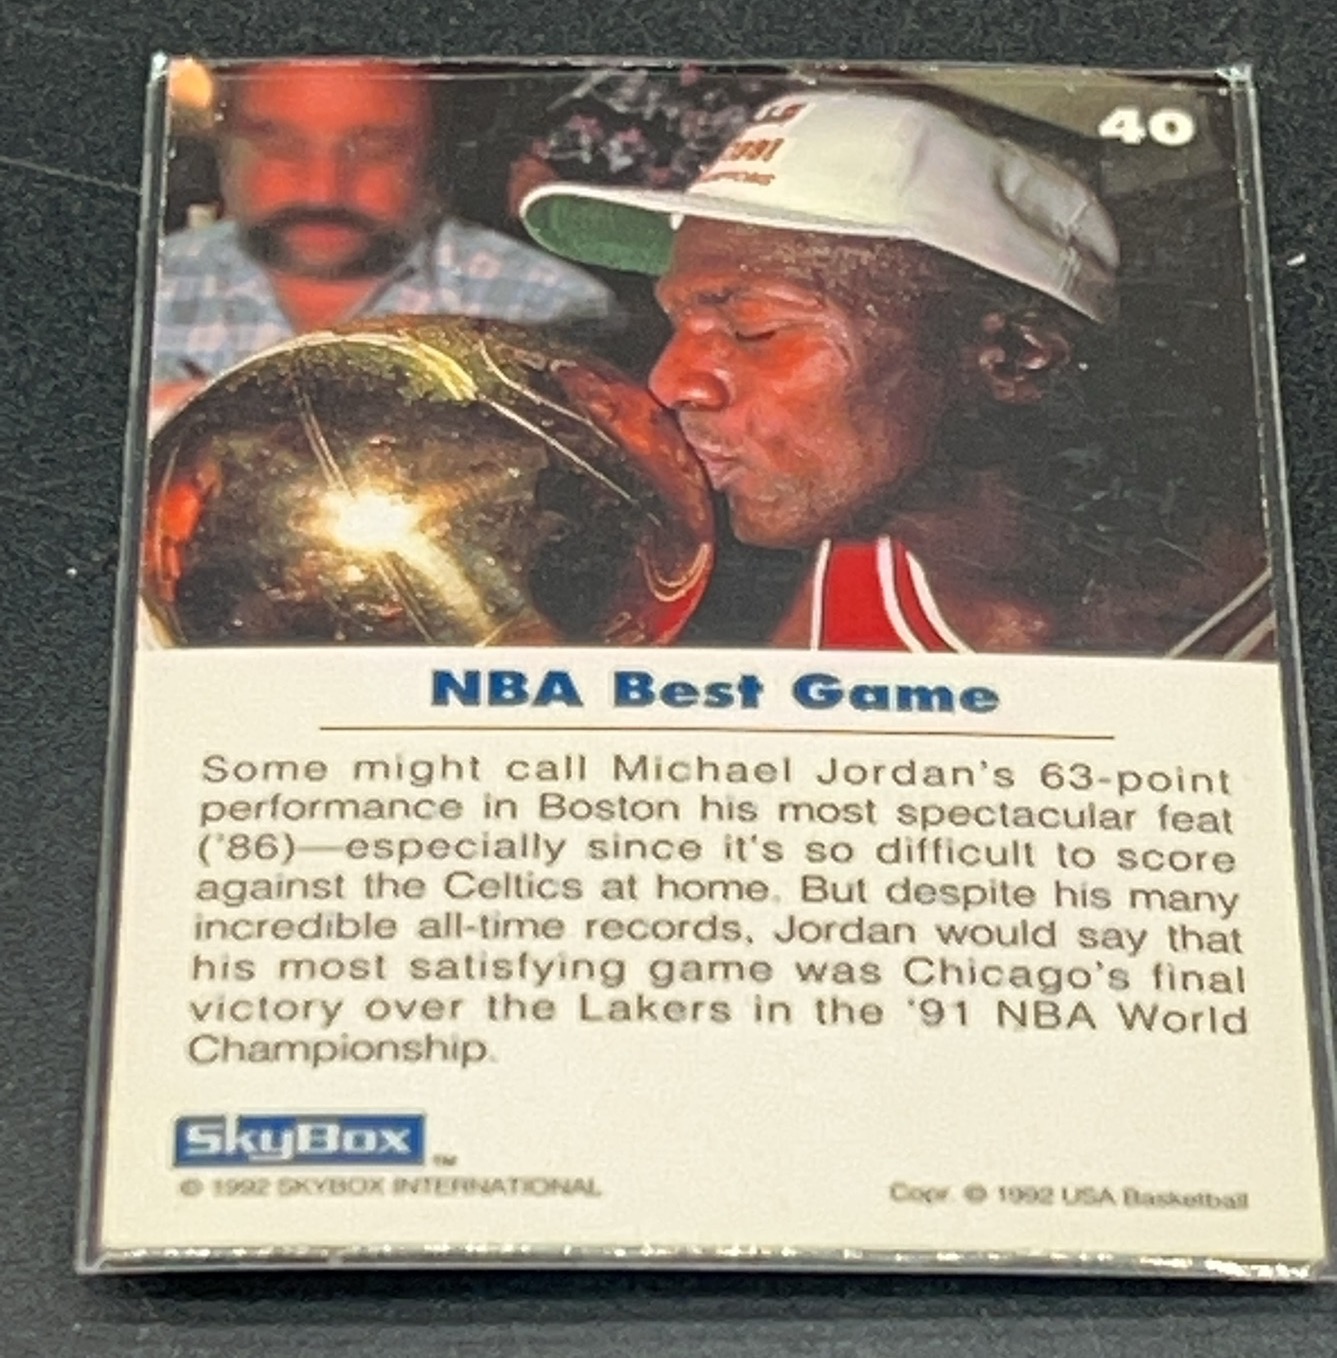 40
1991
NBA Best Game
Some might call Michael Jordan's 63-point
performance in Boston his most spectacular feat
('86)—especially since it's so difficult to score
against the Celtics at home. But despite his many
incredible all-time records, Jordan would say that
his most satisfying game was Chicago's final
victory over the Lakers in the '91 NBA World
Championship.
SkyBox ™
© 1992 SKYBOX INTERNATIONAL
Copr. © 1992 USA Basketball